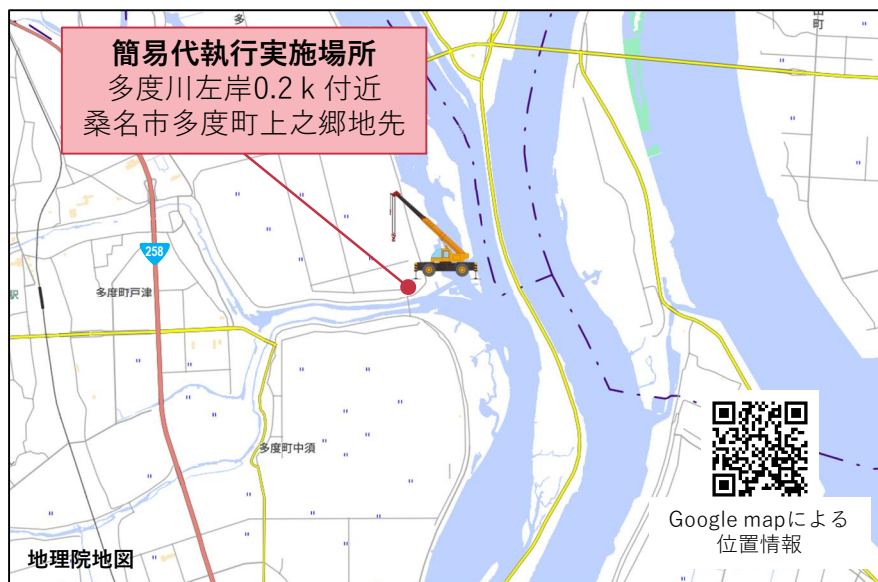 簡易代執行実施場所
多度川左岸0.2ｋ付近
桑名市多度町上之郷地先
多
田町
258
多度町戸津
駅
多度町中須
Google mapによる
位置情報
地理院地図